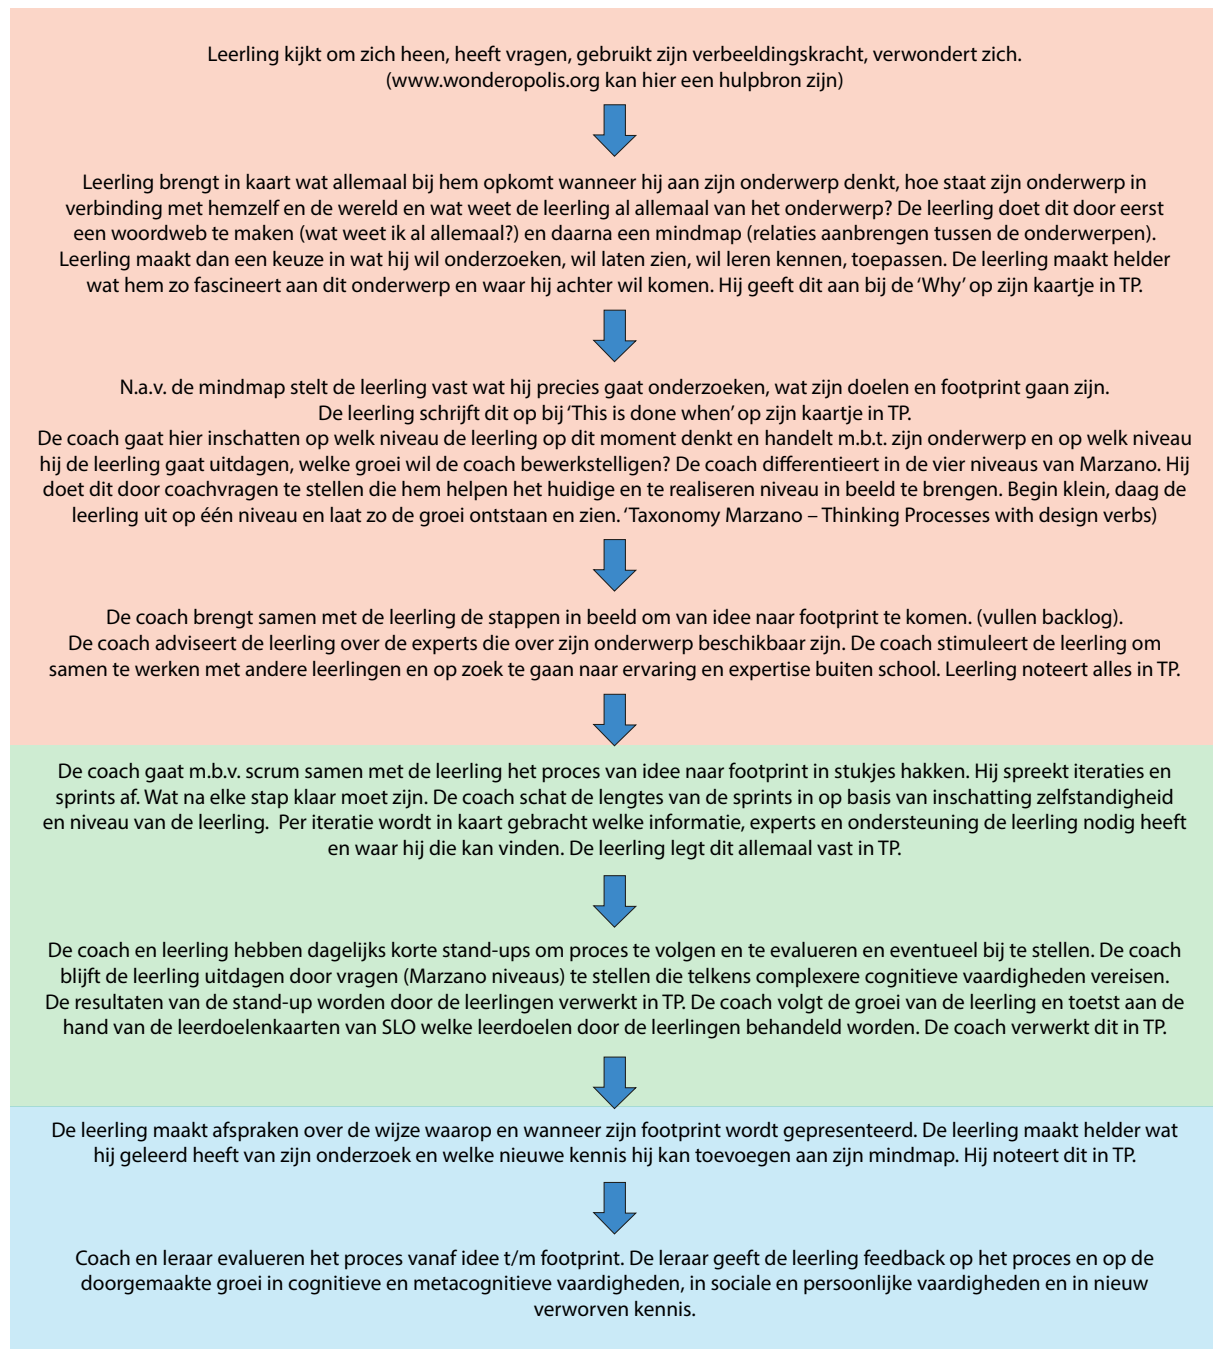 Leerling kijkt om zich heen, heeft vragen, gebruikt zijn verbeeldingskracht, verwondert zich.
(www.wonderopolis.org kan hier een hulpbron zijn)
Leerling brengt in kaart wat allemaal bij hem opkomt wanneer hij aan zijn onderwerp denkt, hoe staat zijn onderwerp in
verbinding met hemzelf en de wereld en wat weet de leerling al allemaal van het onderwerp? De leerling doet dit door eerst
een woordweb te maken (wat weet ik al allemaal?) en daarna een mindmap (relaties aanbrengen tussen de onderwerpen).
Leerling maakt dan een keuze in wat hij wil onderzoeken, wil laten zien, wil leren kennen, toepassen. De leerling maakt helder
wat hem zo fascineert aan dit onderwerp en waar hij achter wil komen. Hij geeft dit aan bij de ‘Why’ op zijn kaartje in TP.
N.a.v. de mindmap stelt de leerling vast wat hij precies gaat onderzoeken, wat zijn doelen en footprint gaan zijn.
De leerling schrijft dit op bij ‘This is done when’ op zijn kaartje in TP.
De coach gaat hier inschatten op welk niveau de leerling op dit moment denkt en handelt m.b.t. zijn onderwerp en op welk niveau
hij de leerling gaat uitdagen, welke groei wil de coach bewerkstelligen? De coach differentieert in de vier niveaus van Marzano. Hij
doet dit door coachvragen te stellen die hem helpen het huidige en te realiseren niveau in beeld te brengen. Begin klein, daag de
leerling uit op één niveau en laat zo de groei ontstaan en zien. ‘Taxonomy Marzano – Thinking Processes with design verbs)
De coach brengt samen met de leerling de stappen in beeld om van idee naar footprint te komen. (vullen backlog).
De coach adviseert de leerling over de experts die over zijn onderwerp beschikbaar zijn. De coach stimuleert de leerling om
samen te werken met andere leerlingen en op zoek te gaan naar ervaring en expertise buiten school. Leerling noteert alles in TP.
De coach gaat m.b.v. scrum samen met de leerling het proces van idee naar footprint in stukjes hakken. Hij spreekt iteraties en
sprints af. Wat na elke stap klaar moet zijn. De coach schat de lengtes van de sprints in op basis van inschatting zelfstandigheid
en niveau van de leerling. Per iteratie wordt in kaart gebracht welke informatie, experts en ondersteuning de leerling nodig heeft
en waar hij die kan vinden. De leerling legt dit allemaal vast in TP.
De coach en leerling hebben dagelijks korte stand-ups om proces te volgen en te evalueren en eventueel bij te stellen. De coach
blijft de leerling uitdagen door vragen (Marzano niveaus) te stellen die telkens complexere cognitieve vaardigheden vereisen.
De resultaten van de stand-up worden door de leerlingen verwerkt in TP. De coach volgt de groei van de leerling en toetst aan de
hand van de leerdoelenkaarten van SLO welke leerdoelen door de leerlingen behandeld worden. De coach verwerkt dit in TP.
De leerling maakt afspraken over de wijze waarop en wanneer zijn footprint wordt gepresenteerd. De leerling maakt helder wat
hij geleerd heeft van zijn onderzoek en welke nieuwe kennis hij kan toevoegen aan zijn mindmap. Hij noteert dit in TP.
Coach en leraar evalueren het proces vanaf idee t/m footprint. De leraar geeft de leerling feedback op het proces en op de
doorgemaakte groei in cognitieve en metacognitieve vaardigheden, in sociale en persoonlijke vaardigheden en in nieuw
verworven kennis.